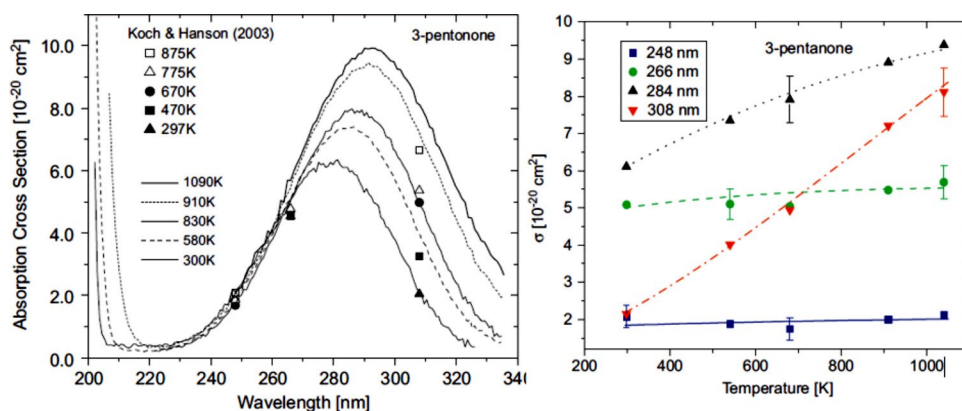 Koch & Hanson (2003)
875K
775K
670K
470K
297K
3-pentonone
1090K
910K
830K
580K
300K
10.0
8.0
6.0
4.0
2.0
0.0
Absorption Cross Section [10-20 cm2]
200 220 240 260 280 300 320 340
Wavelength [nm]
248 nm
266 nm
284 nm
308 nm
3-pentanone
9
8
7
6
5
4
3
2
σ [10-20 cm2]
200 400 600 800 1000
Temperature [K]